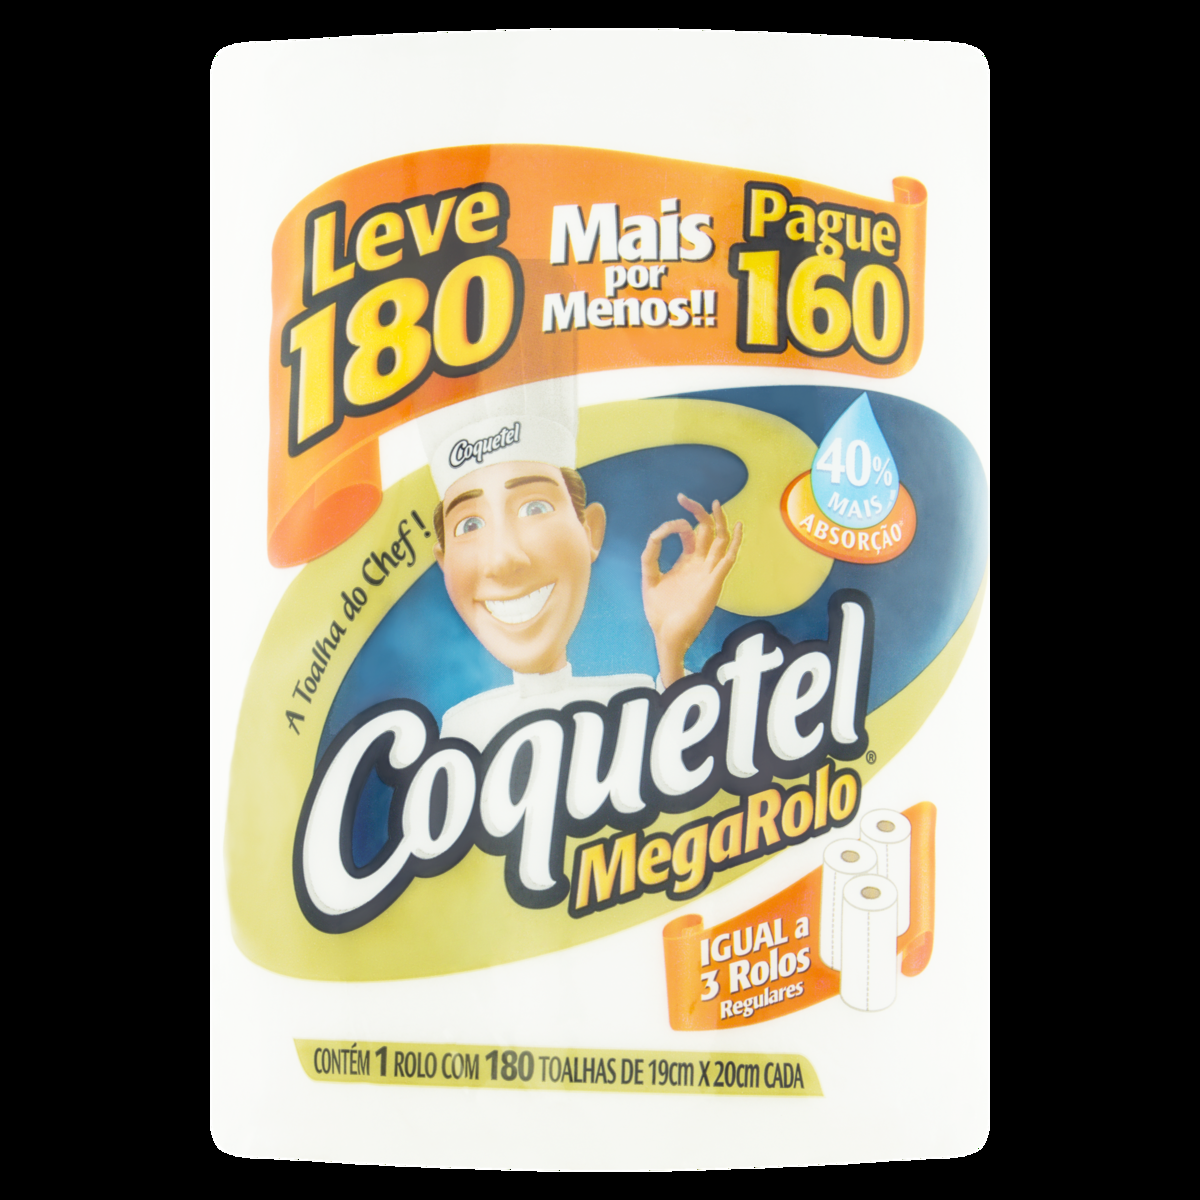 Leve
180
Mais
por
Menos!!
Pague
160
Coquetel
40%
MAIS
ABSORÇÃO
A Toalha do Chef!
Coquetel®
MegaRolo
IGUAL a
3 Rolos
Regulares
CONTÉM 1 ROLO COM 180 TOALHAS DE 19cm X 20cm CADA